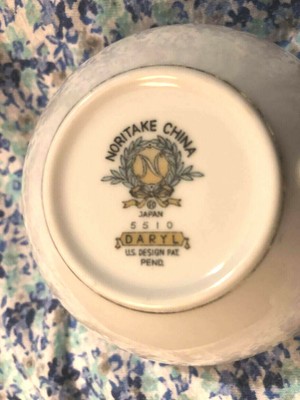 NORITAKE CHINA
N
JAPAN
5510
DARYL
U.S. DESIGN PAT.
PEND.